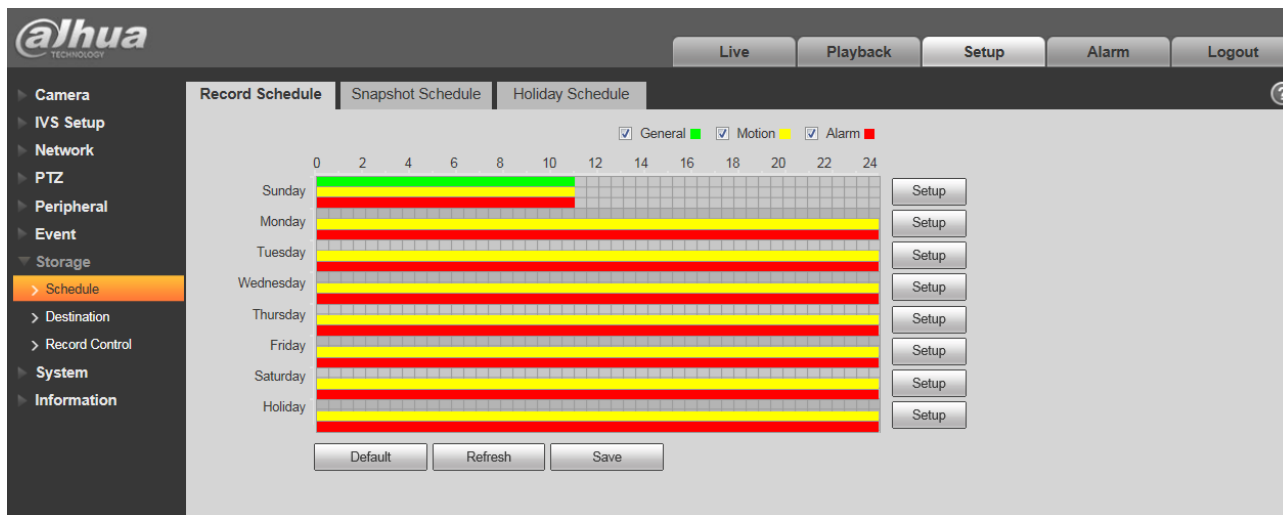 alhua
TECHNOLOGY
Live Playback Setup Alarm Logout
Camera
IVS Setup
Network
PTZ
Peripheral
Event
Storage
Schedule
Destination
Record Control
System
Information
Record Schedule Snapshot Schedule Holiday Schedule
?
General Motion Alarm
0 2 4 6 8 10 12 14 16 18 20 22 24
Sunday Setup
Monday Setup
Tuesday Setup
Wednesday Setup
Thursday Setup
Friday Setup
Saturday Setup
Holiday Setup
Default Refresh Save